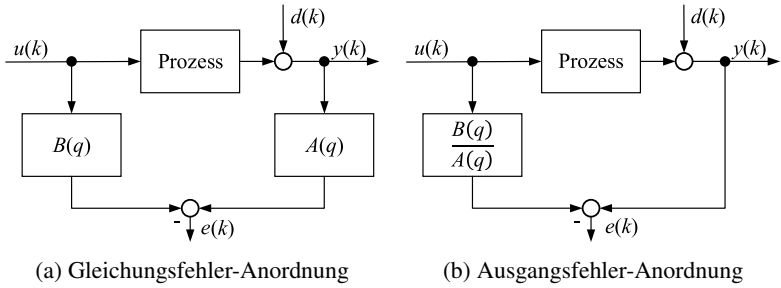 d(k)
u(k)
Prozess
y(k)
B(q)
A(q)
-
e(k)
(a) Gleichungsfehler-Anordnung
d(k)
u(k)
Prozess
y(k)
B(q)
A(q)
-
e(k)
(b) Ausgangsfehler-Anordnung